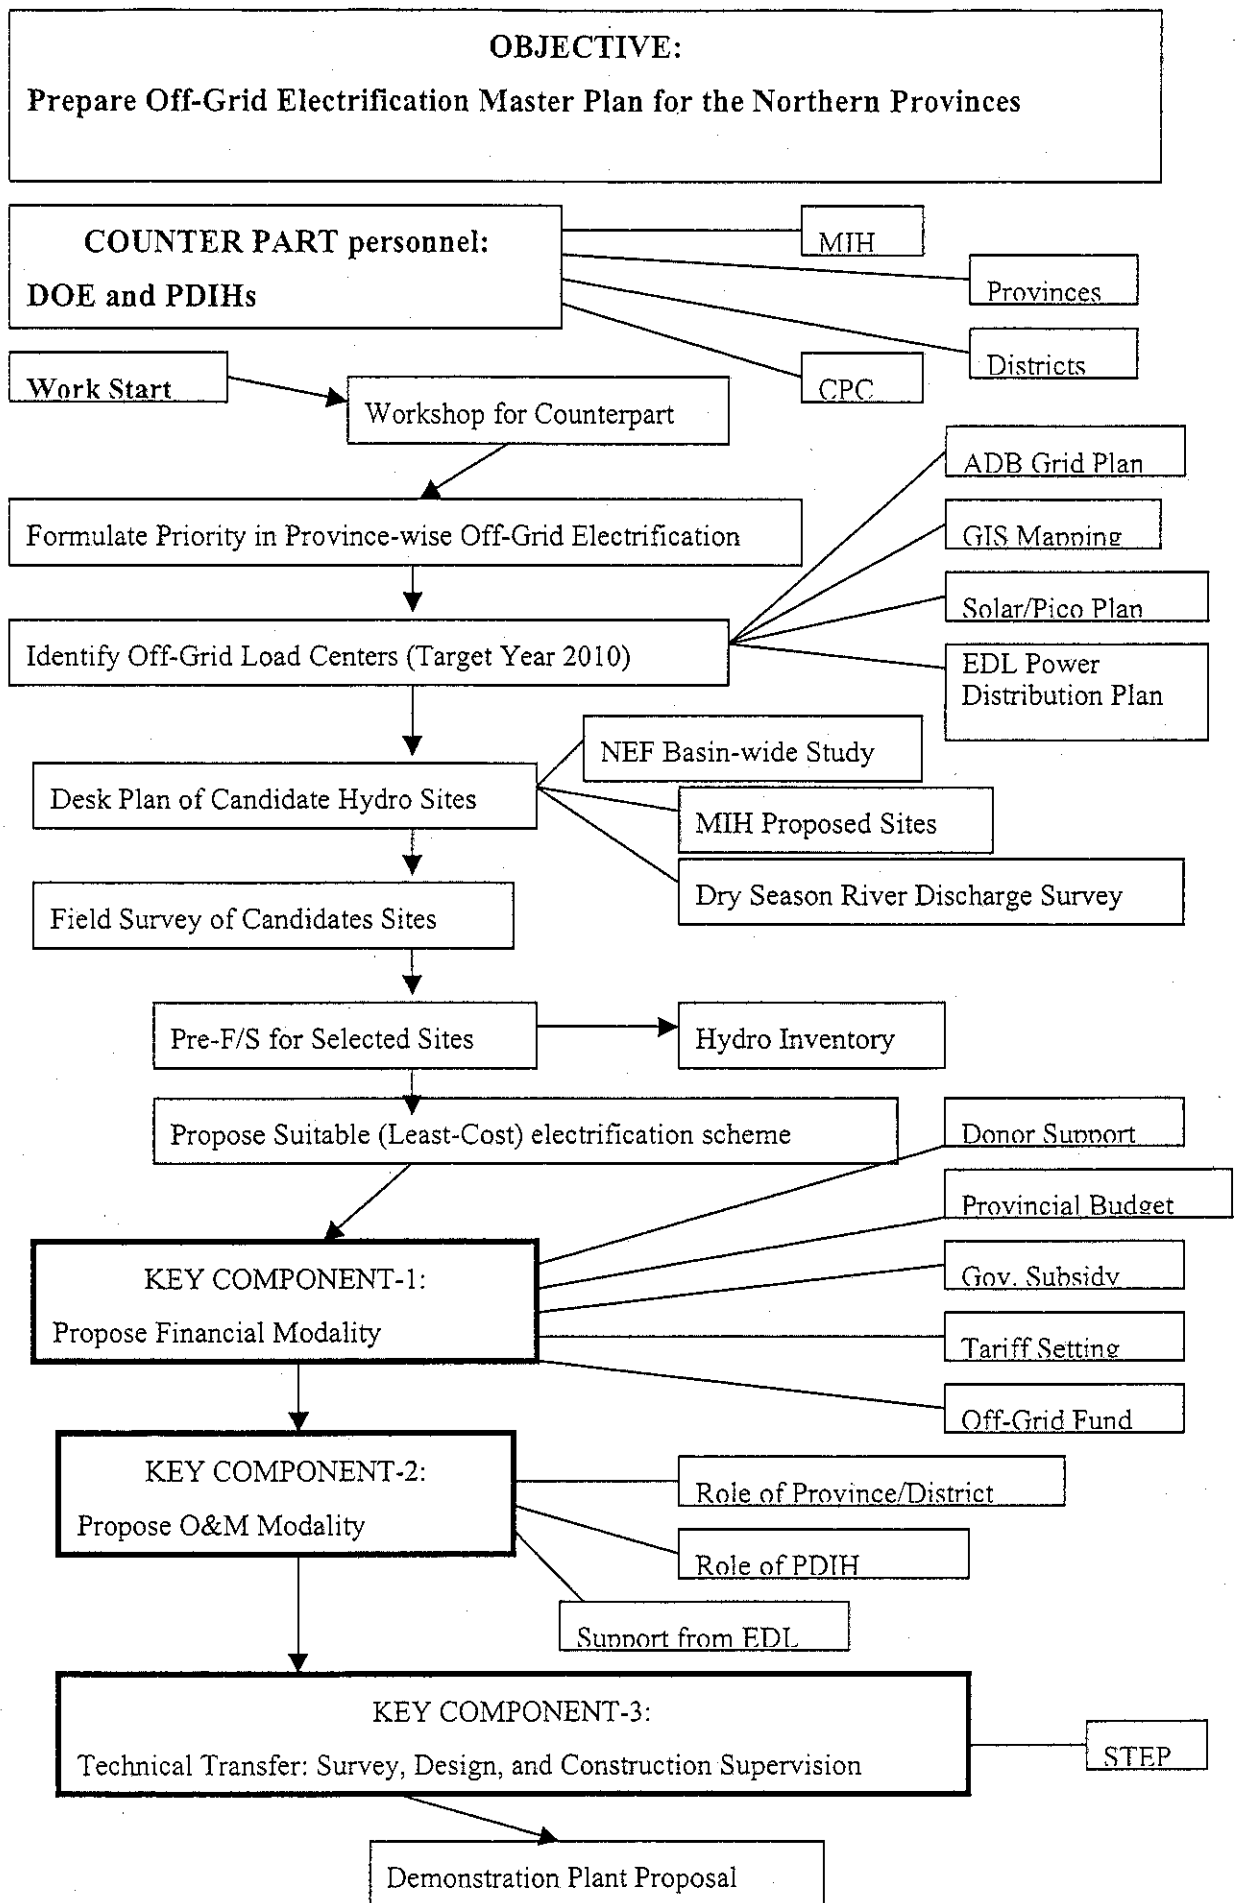 OBJECTIVE:
Prepare Off-Grid Electrification Master Plan for the Northern Provinces
COUNTER PART personnel:
DOE and PDIHs
MIH
Provinces
Districts
CPC
Work Start
Workshop for Counterpart
ADB Grid Plan
Formulate Priority in Province-wise Off-Grid Electrification
GIS Mapping
Solar/Pico Plan
Identify Off-Grid Load Centers (Target Year 2010)
EDL Power
Distribution Plan
NEF Basin-wide Study
Desk Plan of Candidate Hydro Sites
MIH Proposed Sites
Dry Season River Discharge Survey
Field Survey of Candidates Sites
Pre-F/S for Selected Sites
Hydro Inventory
Propose Suitable (Least-Cost) electrification scheme
Donor Support
Provincial Budget
KEY COMPONENT-1:
Propose Financial Modality
Gov. Subsidy
Tariff Setting
Off-Grid Fund
KEY COMPONENT-2:
Propose O&M Modality
Role of Province/District
Role of PDIH
Support from EDL
KEY COMPONENT-3:
Technical Transfer: Survey, Design, and Construction Supervision
STEP
Demonstration Plant Proposal